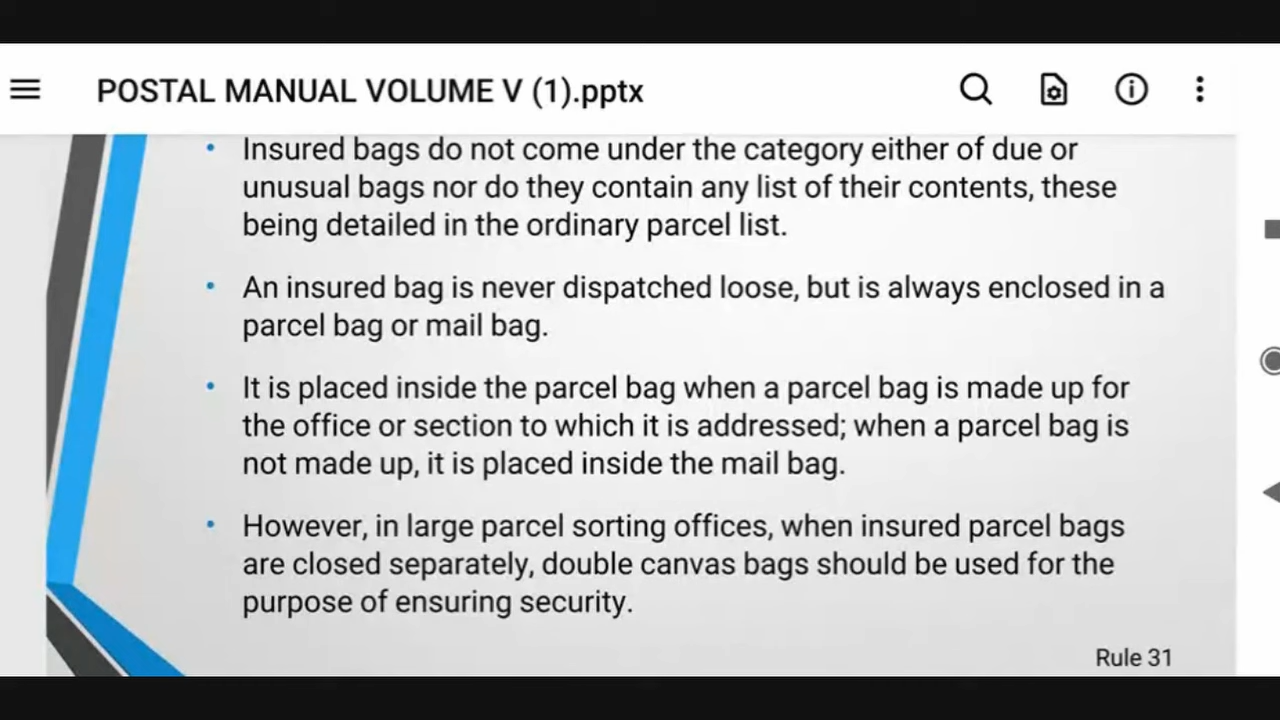 POSTAL MANUAL VOLUME V (1).pptx
• Insured bags do not come under the category either of due or
unusual bags nor do they contain any list of their contents, these
being detailed in the ordinary parcel list.
• An insured bag is never dispatched loose, but is always enclosed in a
parcel bag or mail bag.
• It is placed inside the parcel bag when a parcel bag is made up for
the office or section to which it is addressed; when a parcel bag is
not made up, it is placed inside the mail bag.
• However, in large parcel sorting offices, when insured parcel bags
are closed separately, double canvas bags should be used for the
purpose of ensuring security.
Rule 31